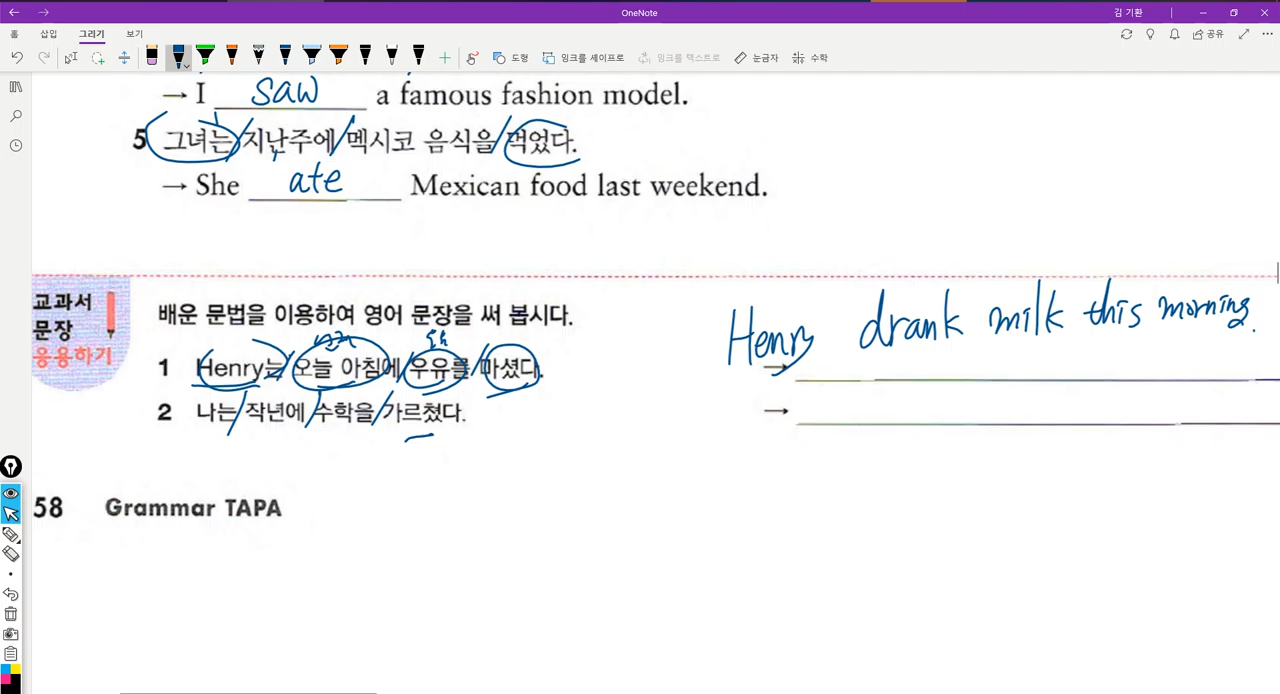 OneNote
김 기환
홈 삽입 그리기 보기
공유
도형 잉크를 셰이프로 잉크를 텍스트로 눈금자 수학
→ I saw a famous fashion model.
5 그녀는 / 지난주에 / 멕시코 음식을 / 먹었다.
→ She ate Mexican food last weekend.
교과서
문장
응용하기
배운 문법을 이용하여 영어 문장을 써 봅시다.
1 Henry는 / 오늘 아침에 / 우유를 / 마셨다.
→ Henry drank milk this morning.
2 나는 / 작년에 / 수학을 / 가르쳤다.
→
58 Grammar TAPA